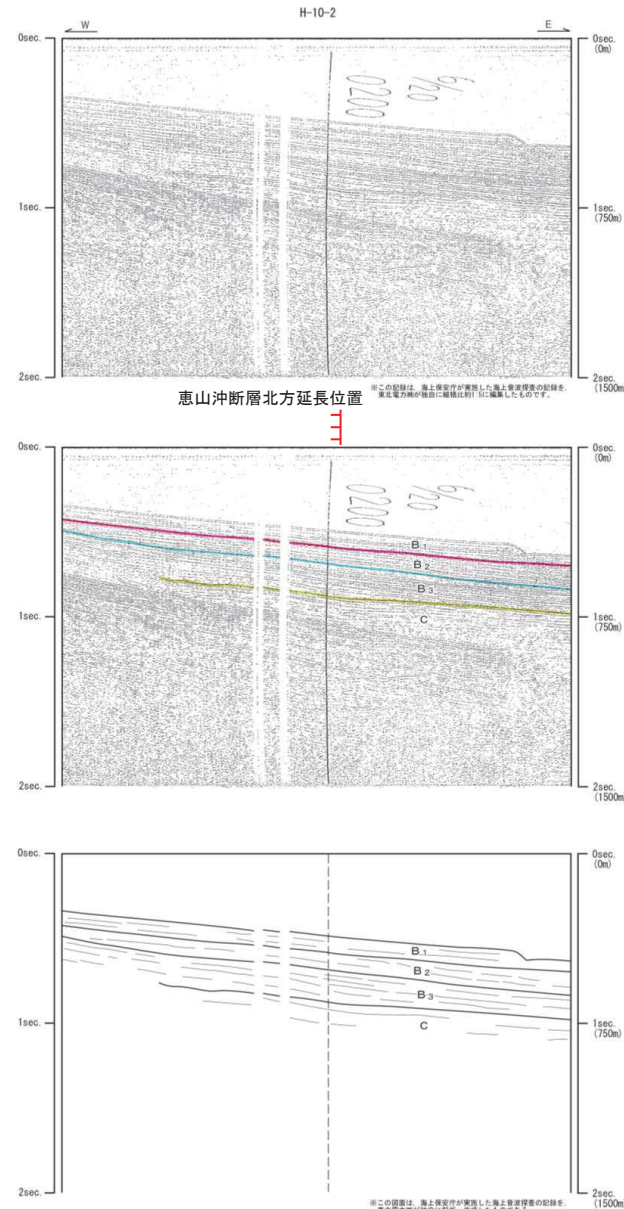 H-10-2
W
E
0sec.
0sec.
(0m)
6/20
0200
1sec.
1sec.
(750m)
2sec.
2sec.
(1500m)
※この記録は、海上保安庁が実施した海上音波探査の記録を、
東北電力㈱が独自に縦横比約1:5に編集したものです。
恵山沖断層北方延長位置
0sec.
0sec.
(0m)
6/20
0200
B1
B2
B3
C
1sec.
1sec.
(750m)
2sec.
2sec.
(1500m)
0sec.
0sec.
(0m)
B1
B2
B3
C
1sec.
1sec.
(750m)
2sec.
2sec.
(1500m)
※この図面は、海上保安庁が実施した海上音波探査の記録を、